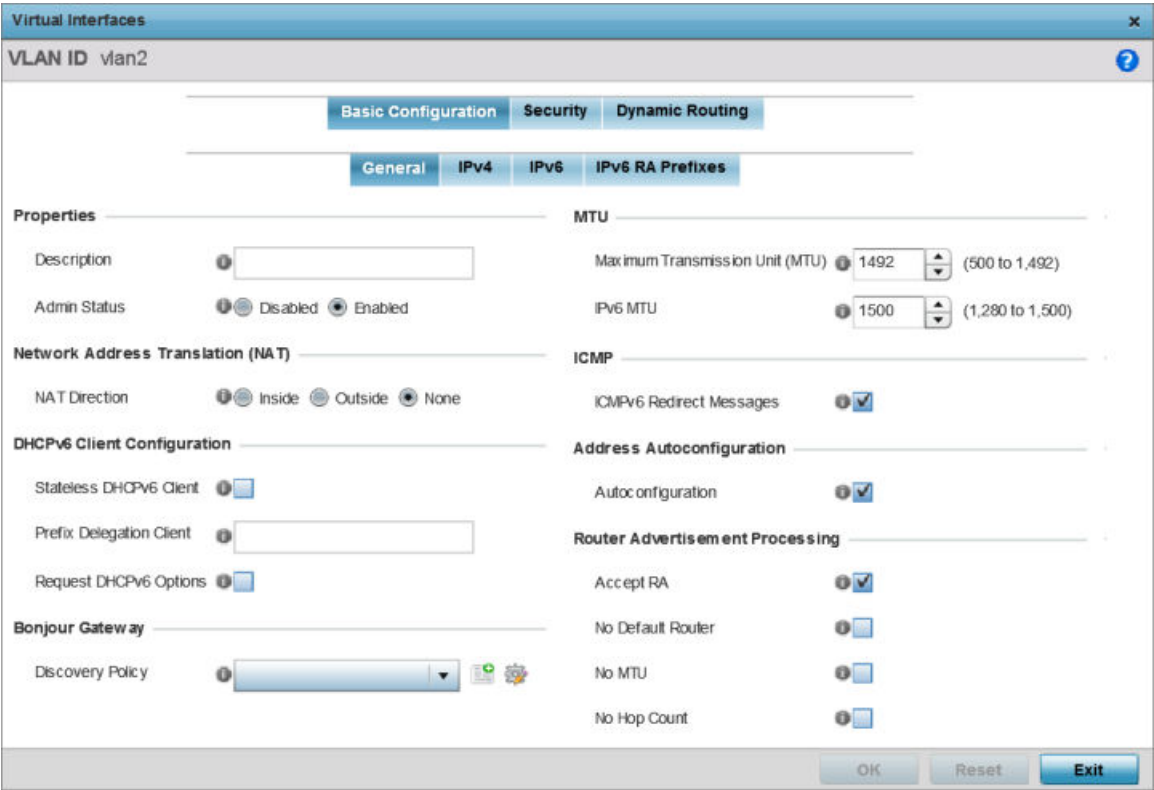 Virtual Interfaces
VLAN ID vlan2
Basic Configuration Security Dynamic Routing
General IPv4 IPv6 IPv6 RA Prefixes
Properties
Description
Admin Status Disabled Enabled
Network Address Translation (NAT)
NAT Direction Inside Outside None
DHCPv6 Client Configuration
Stateless DHCPv6 Client
Prefix Delegation Client
Request DHCPv6 Options
Bonjour Gateway
Discovery Policy
MTU
Maximum Transmission Unit (MTU) 1492 (500 to 1,492)
IPv6 MTU 1500 (1,280 to 1,500)
ICMP
ICMPv6 Redirect Messages
Address Autoconfiguration
Autoconfiguration
Router Advertisement Processing
Accept RA
No Default Router
No MTU
No Hop Count
OK Reset Exit